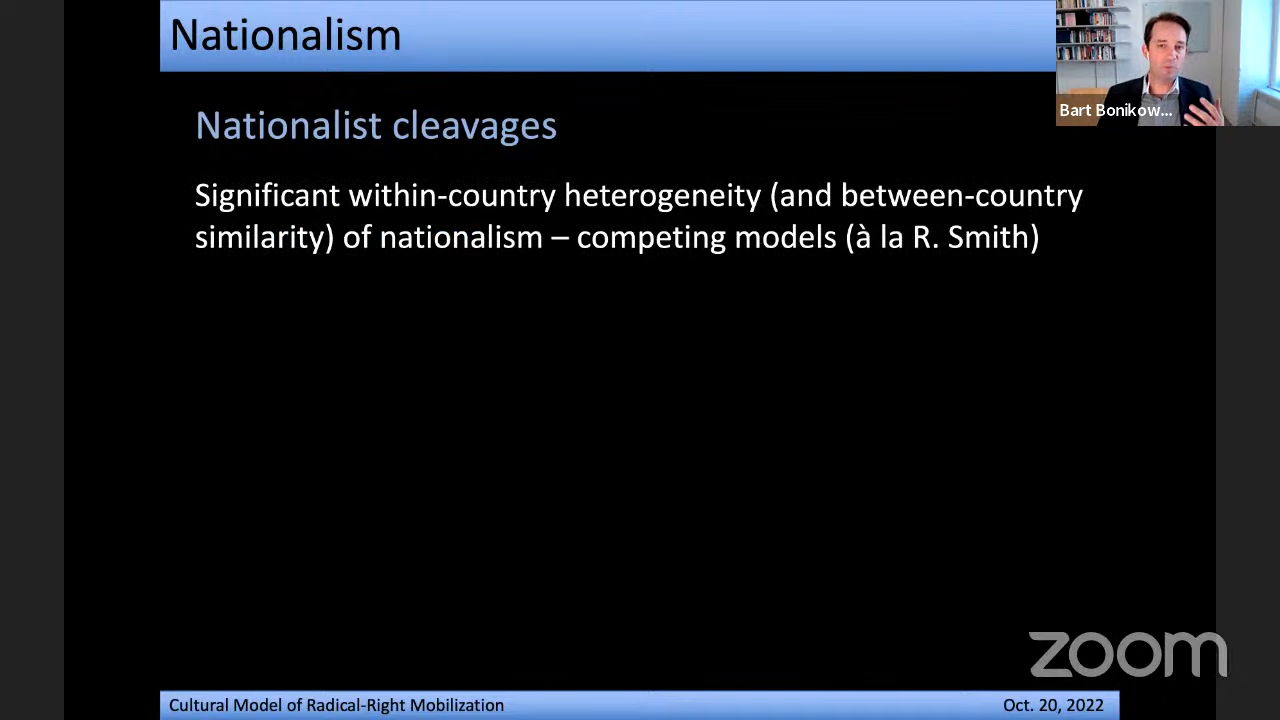 Nationalism
Bart Bonikow...
Nationalist cleavages
Significant within-country heterogeneity (and between-country
similarity) of nationalism – competing models (à la R. Smith)
zoom
Cultural Model of Radical-Right Mobilization
Oct. 20, 2022